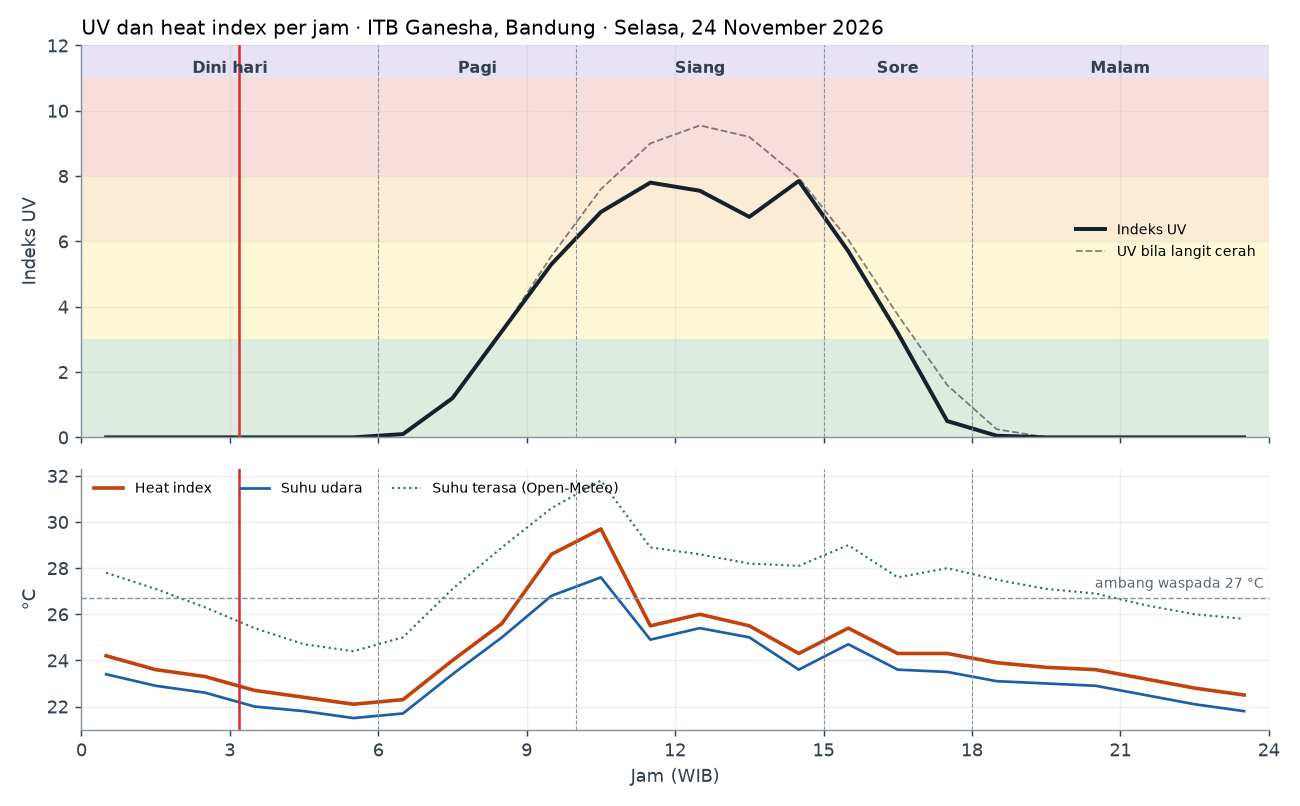 UV dan heat index per jam · ITB Ganesha, Bandung · Selasa, 24 November 2026
12
Dini hari Pagi Siang Sore Malam
10
8
6
4
2
0
Indeks UV
Indeks UV
UV bila langit cerah
32
Heat index Suhu udara Suhu terasa (Open-Meteo)
30
28
ambang waspada 27 °C
26
24
22
°C
0 3 6 9 12 15 18 21 24
Jam (WIB)